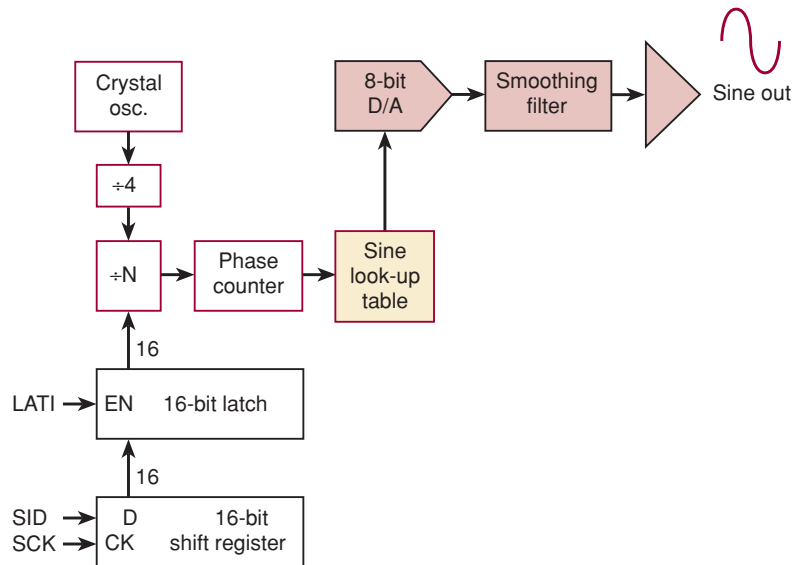 Crystal
osc.
÷4
÷N
Phase
counter
Sine
look-up
table
8-bit
D/A
Smoothing
filter
Sine out
16
LATI
EN 16-bit latch
16
SID
D 16-bit
SCK
CK shift register